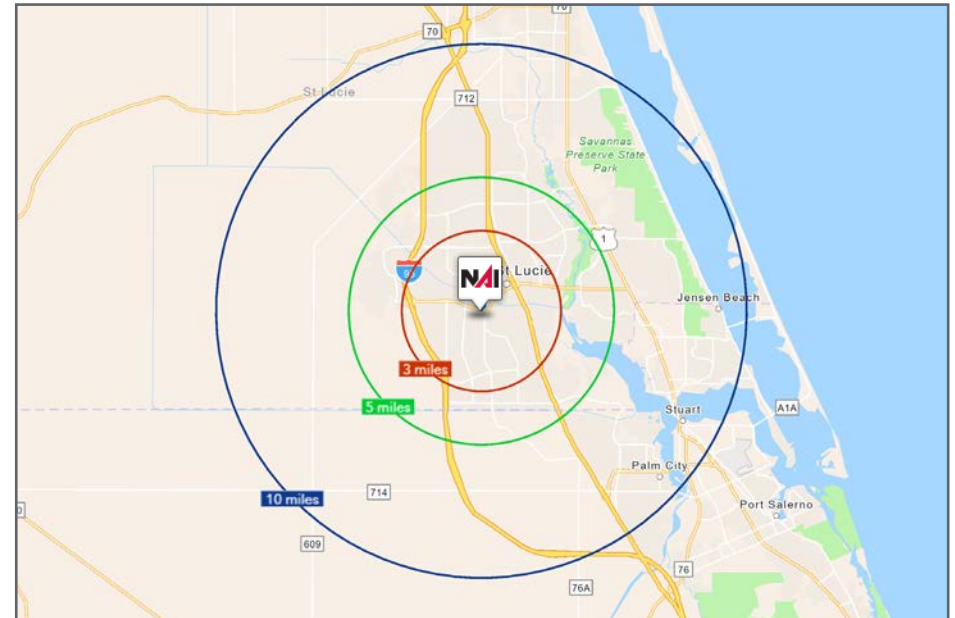 70
70
St Lucie
712
Savannas
Preserve State
Park
1
95
NAI
t Lucie
Jensen Beach
3 miles
5 miles
Stuart
A1A
Palm City
714
10 miles
Port Salerno
609
76
76A